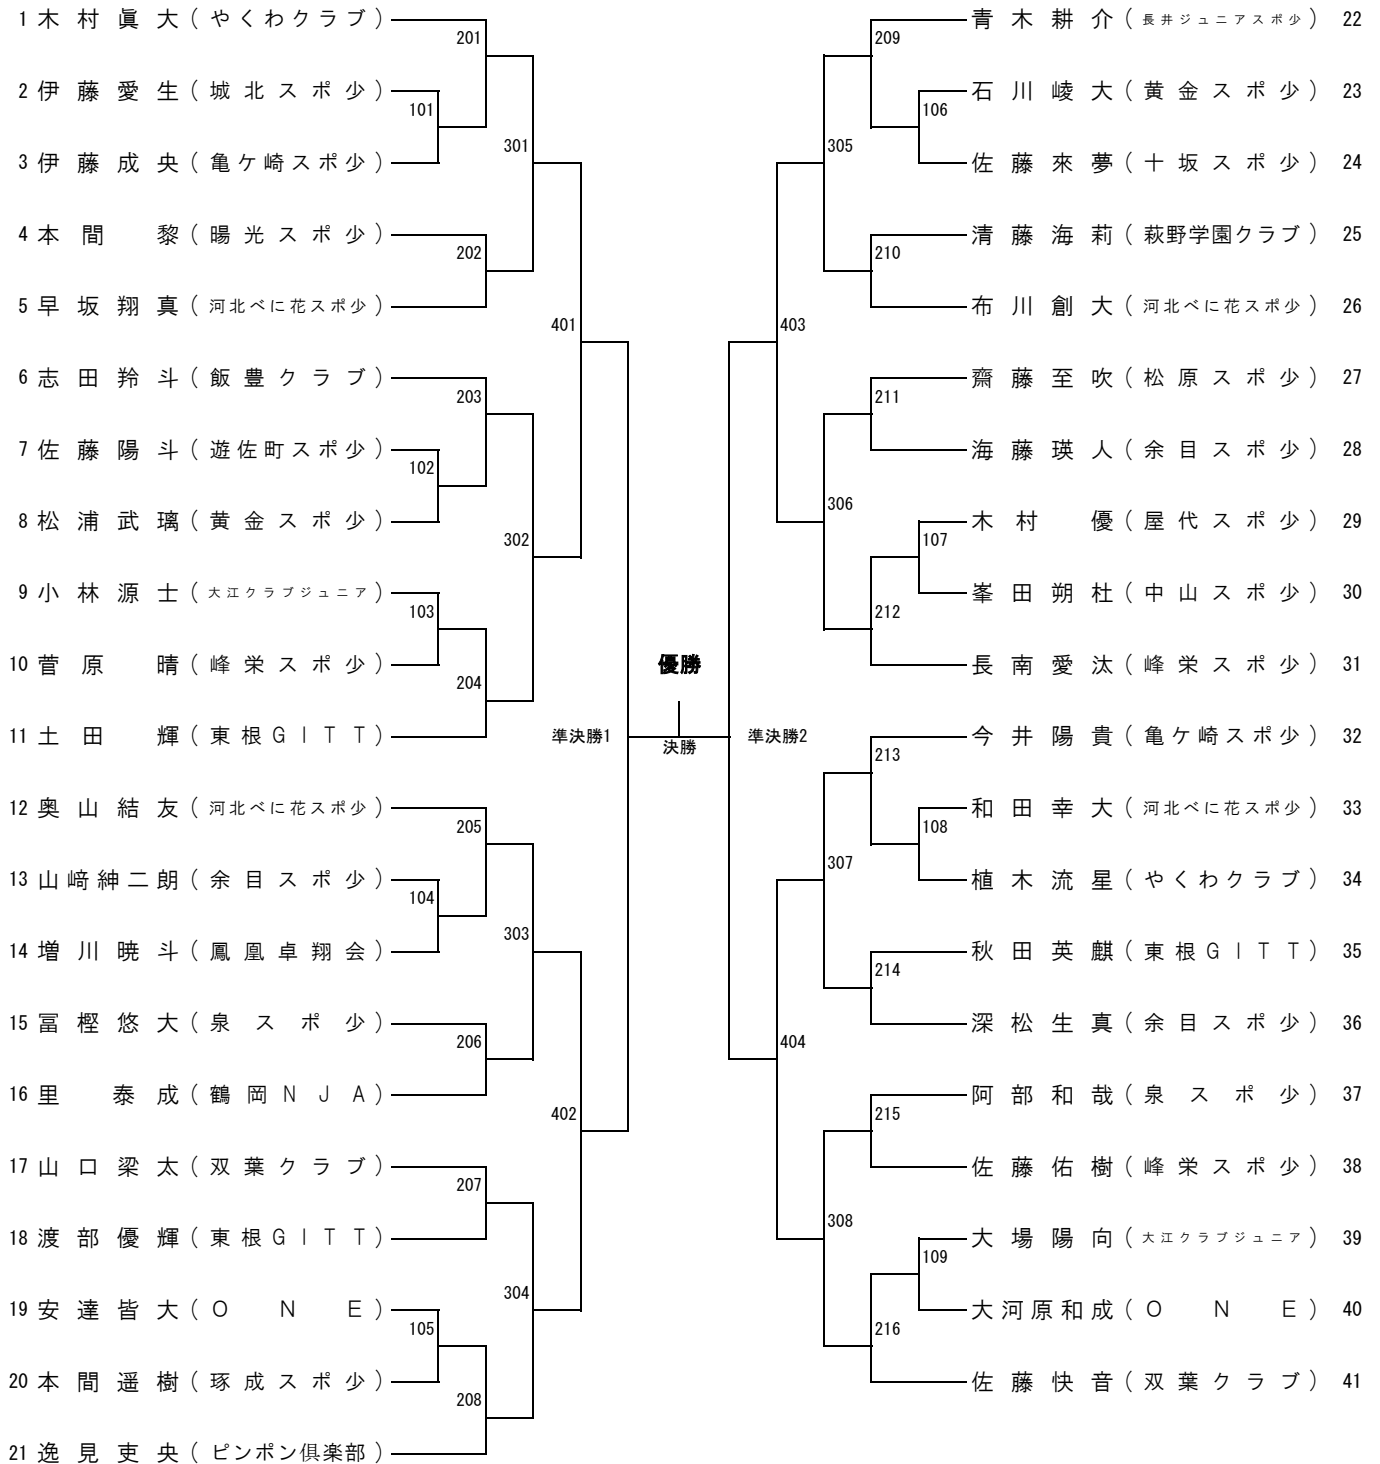 1 木村眞大（やくわクラブ）
201
2 伊藤愛生（城北スポ少）
101
3 伊藤成央（亀ケ崎スポ少）
301
4 本間 黎（暘光スポ少）
202
5 早坂翔真（河北べに花スポ少）
401
6 志田羚斗（飯豊クラブ）
203
7 佐藤陽斗（遊佐町スポ少）
102
8 松浦武璃（黄金スポ少）
302
9 小林源士（大江クラブジュニア）
103
10 菅原 晴（峰栄スポ少）
204
11 土田 輝（東根GITT）
準決勝1
12 奥山結友（河北べに花スポ少）
205
13 山﨑紳二朗（余目スポ少）
104
14 増川暁斗（鳳凰卓翔会）
303
15 冨樫悠大（泉スポ少）
206
16 里 泰成（鶴岡NJA）
402
17 山口梁太（双葉クラブ）
207
18 渡部優輝（東根GITT）
304
19 安達皆大（ONE）
105
20 本間遥樹（琢成スポ少）
208
21 逸見吏央（ピンポン倶楽部）
優勝
決勝
青木耕介（長井ジュニアスポ少） 22
209
石川崚大（黄金スポ少） 23
106
佐藤來夢（十坂スポ少） 24
305
清藤海莉（萩野学園クラブ） 25
210
布川創大（河北べに花スポ少） 26
403
齋藤至吹（松原スポ少） 27
211
海藤瑛人（余目スポ少） 28
306
木村 優（屋代スポ少） 29
107
峯田朔杜（中山スポ少） 30
212
長南愛汰（峰栄スポ少） 31
準決勝2
今井陽貴（亀ケ崎スポ少） 32
213
和田幸大（河北べに花スポ少） 33
108
植木流星（やくわクラブ） 34
307
秋田英麒（東根GITT） 35
214
深松生真（余目スポ少） 36
404
阿部和哉（泉スポ少） 37
215
佐藤佑樹（峰栄スポ少） 38
308
大場陽向（大江クラブジュニア） 39
109
大河原和成（ONE） 40
216
佐藤快音（双葉クラブ） 41